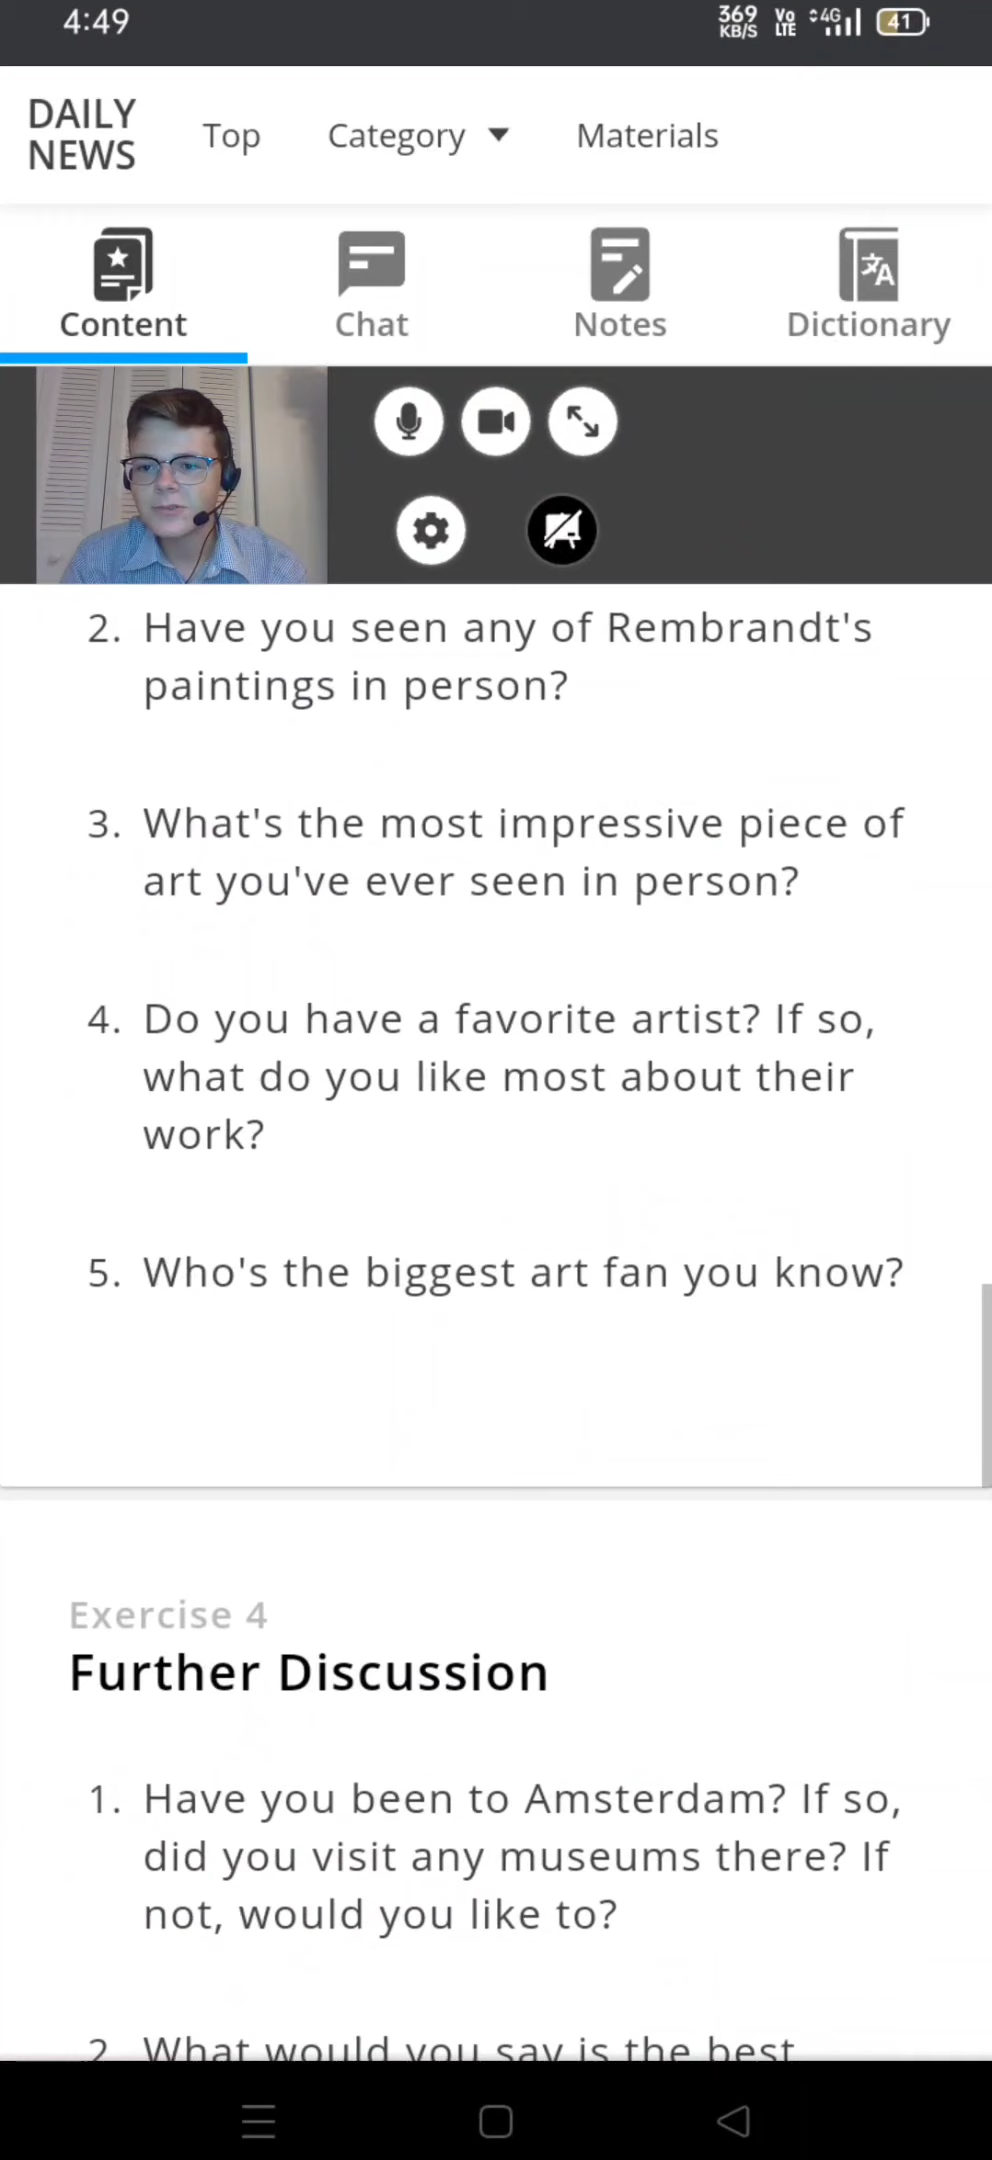 4:49
369 KB/S Vo LTE 4G 41
DAILY NEWS
Top
Category
Materials
Content
Chat
Notes
Dictionary
2. Have you seen any of Rembrandt's
paintings in person?
3. What's the most impressive piece of
art you've ever seen in person?
4. Do you have a favorite artist? If so,
what do you like most about their
work?
5. Who's the biggest art fan you know?
Exercise 4
Further Discussion
1. Have you been to Amsterdam? If so,
did you visit any museums there? If
not, would you like to?
2. What would you say is the best